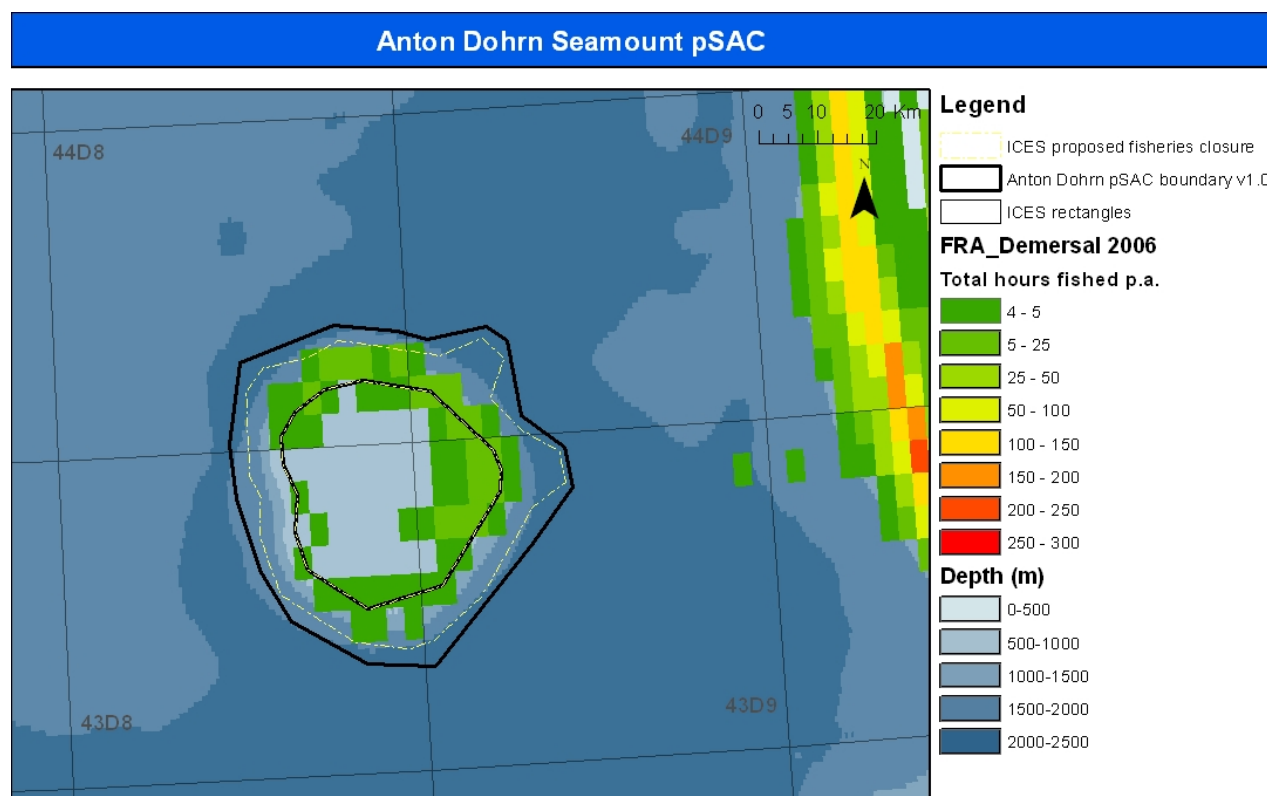 Anton Dohrn Seamount pSAC
44D8
44D9
0 5 10 20 Km
N
43D8
43D9
Legend
ICES proposed fisheries closure
Anton Dohrn pSAC boundary v1.0
ICES rectangles
FRA_Demersal 2006
Total hours fished p.a.
4 - 5
5 - 25
25 - 50
50 - 100
100 - 150
150 - 200
200 - 250
250 - 300
Depth (m)
0-500
500-1000
1000-1500
1500-2000
2000-2500